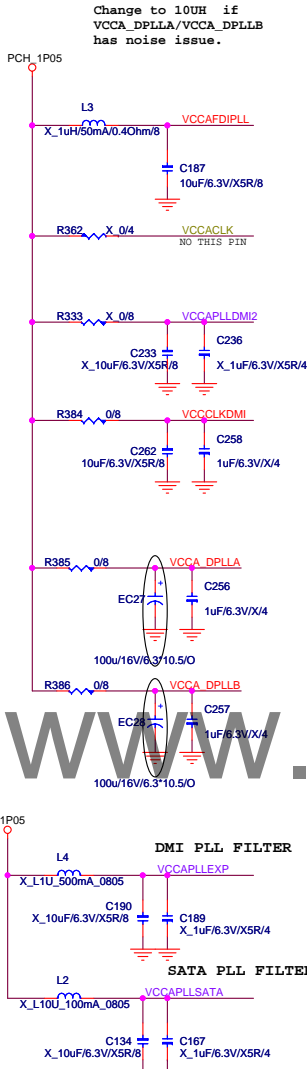 Change to 10UH if
VCCA_DPLLA/VCCA_DPLLB
has noise issue.
PCH_1P05
L3
VCCAFDIPLL
X_1uH/50mA/0.4Ohm/8
C187
10uF/6.3V/X5R/8
R362
X_0/4
VCCACLK
NO THIS PIN
R333
X_0/8
VCCAPLLDMI2
C233
X_10uF/6.3V/X5R/8
C236
X_1uF/6.3V/X5R/4
R384
0/8
VCCCLKDMI
C262
10uF/6.3V/X5R/8
C258
1uF/6.3V/X/4
R385
0/8
VCCA_DPLLA
EC27
+
100u/16V/6.3*10.5/O
C256
1uF/6.3V/X/4
R386
0/8
VCCA_DPLLB
EC28
+
100u/16V/6.3*10.5/O
C257
1uF/6.3V/X/4
WWW.
1P05
DMI PLL FILTER
L4
VCCAPLLEXP
X_L1U_500mA_0805
C190
X_10uF/6.3V/X5R/8
C189
X_1uF/6.3V/X5R/4
SATA PLL FILTER
L2
VCCAPLLSATA
X_L10U_100mA_0805
C134
X_10uF/6.3V/X5R/8
C167
X_1uF/6.3V/X5R/4